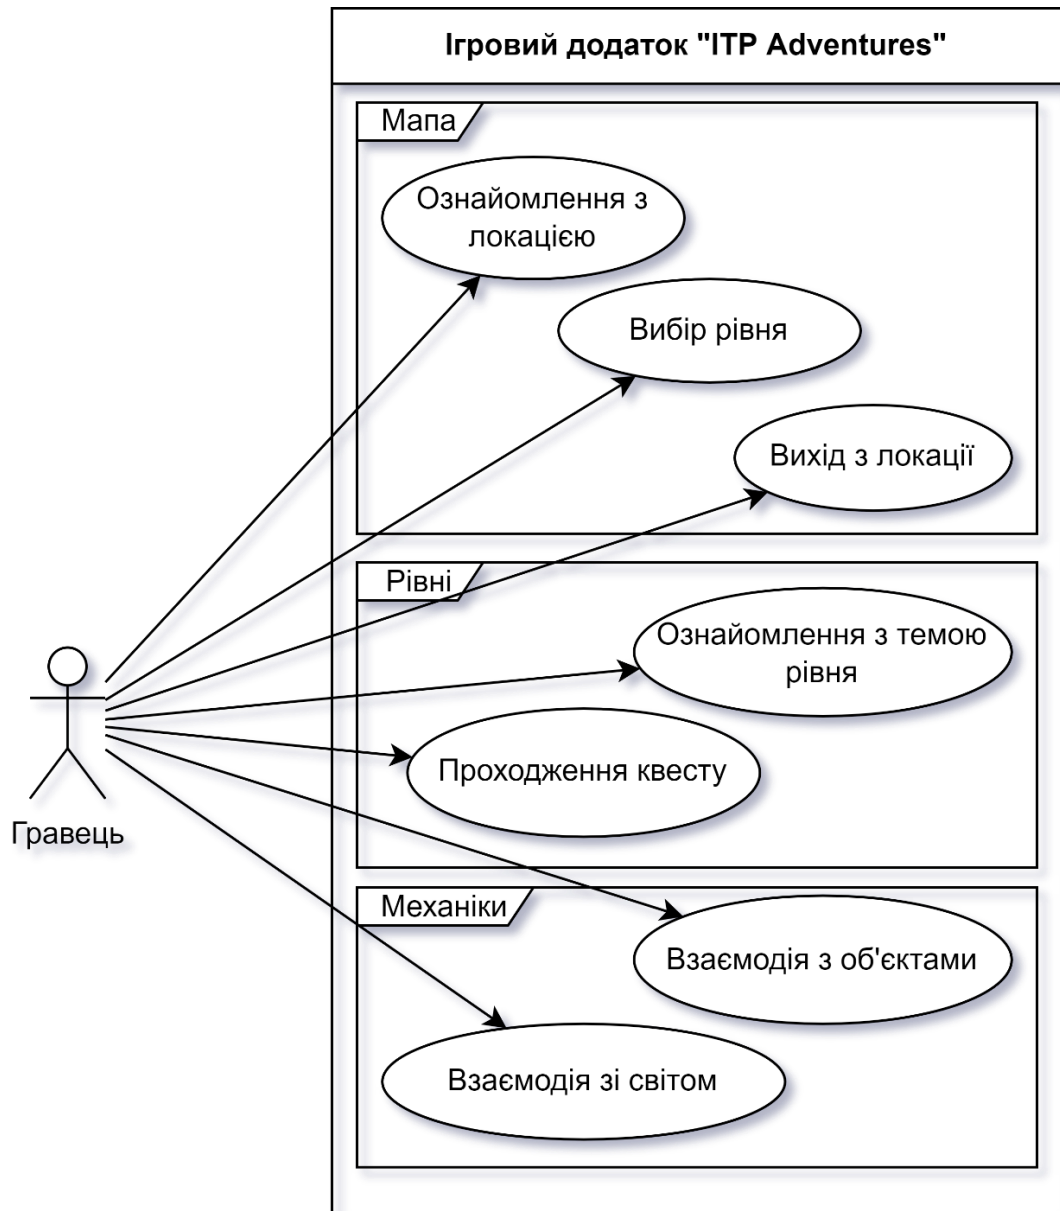 Ігровий додаток "ITP Adventures"
Мапа
Ознайомлення з
локацією
Вибір рівня
Вихід з локації
Рівні
Ознайомлення з темою
рівня
Проходження квесту
Гравець
Механіки
Взаємодія з об'єктами
Взаємодія зі світом